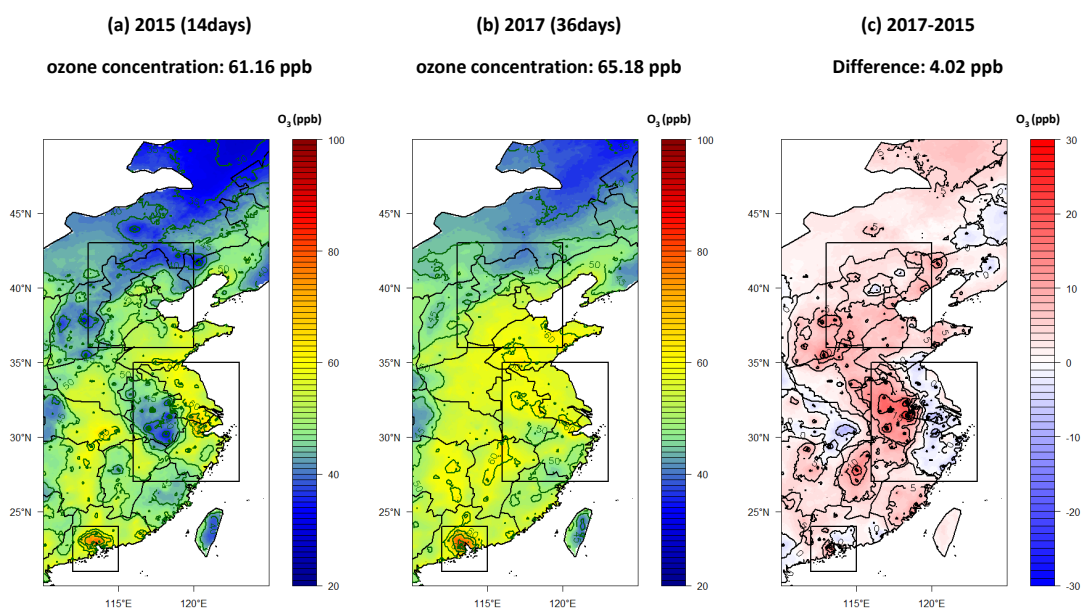 (a) 2015 (14days)
(b) 2017 (36days)
(c) 2017-2015
ozone concentration: 61.16 ppb
ozone concentration: 65.18 ppb
Difference: 4.02 ppb
O3 (ppb)
O3 (ppb)
O3 (ppb)
100
80
60
40
20
100
80
60
40
20
30
20
10
0
-10
-20
-30
45°N
40°N
35°N
30°N
25°N
45°N
40°N
35°N
30°N
25°N
45°N
40°N
35°N
30°N
25°N
115°E
120°E
115°E
120°E
115°E
120°E